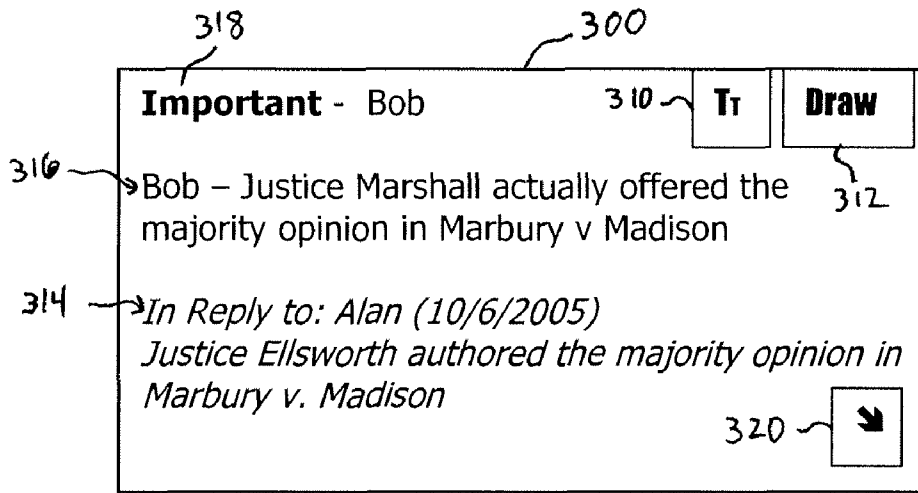 318
300
Important - Bob
310
TT
Draw
312
316
Bob – Justice Marshall actually offered the
majority opinion in Marbury v Madison
314
In Reply to: Alan (10/6/2005)
Justice Ellsworth authored the majority opinion in
Marbury v. Madison
320